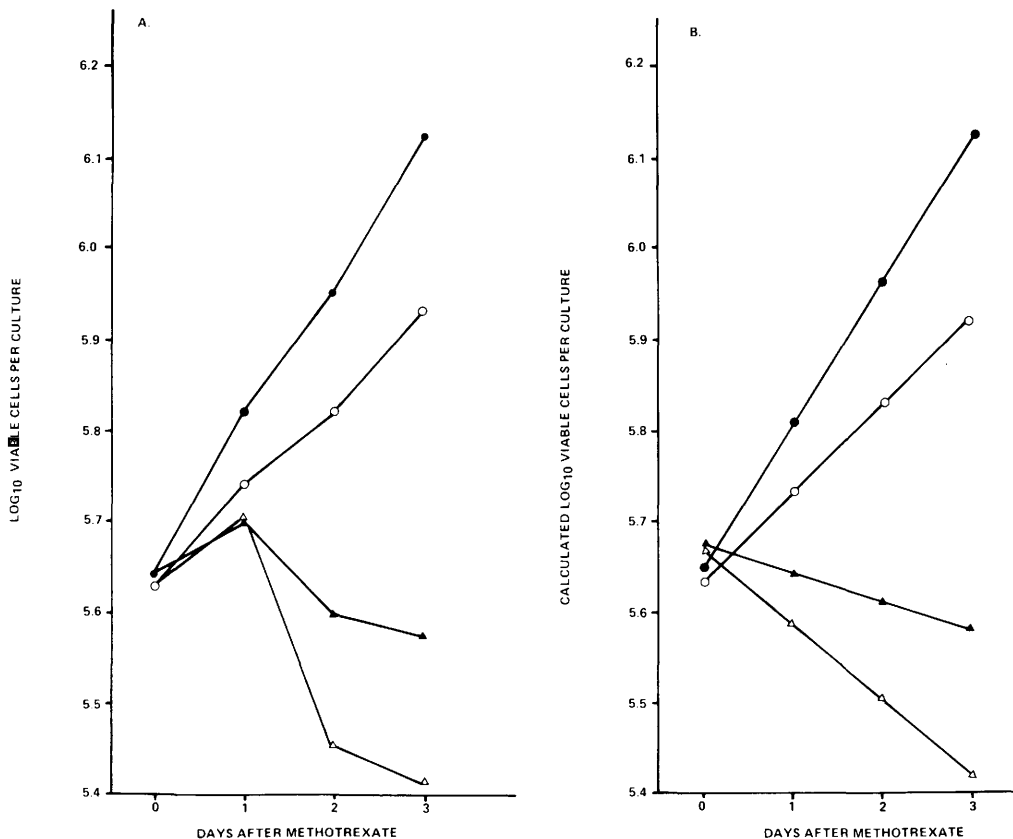 A.
6.2
6.1
6.0
5.9
5.8
5.7
5.6
5.5
5.4
0 1 2 3
DAYS AFTER METHOTREXATE
LOG10 VIABLE CELLS PER CULTURE
B.
6.2
6.1
6.0
5.9
5.8
5.7
5.6
5.5
5.4
0 1 2 3
DAYS AFTER METHOTREXATE
CALCULATED LOG10 VIABLE CELLS PER CULTURE